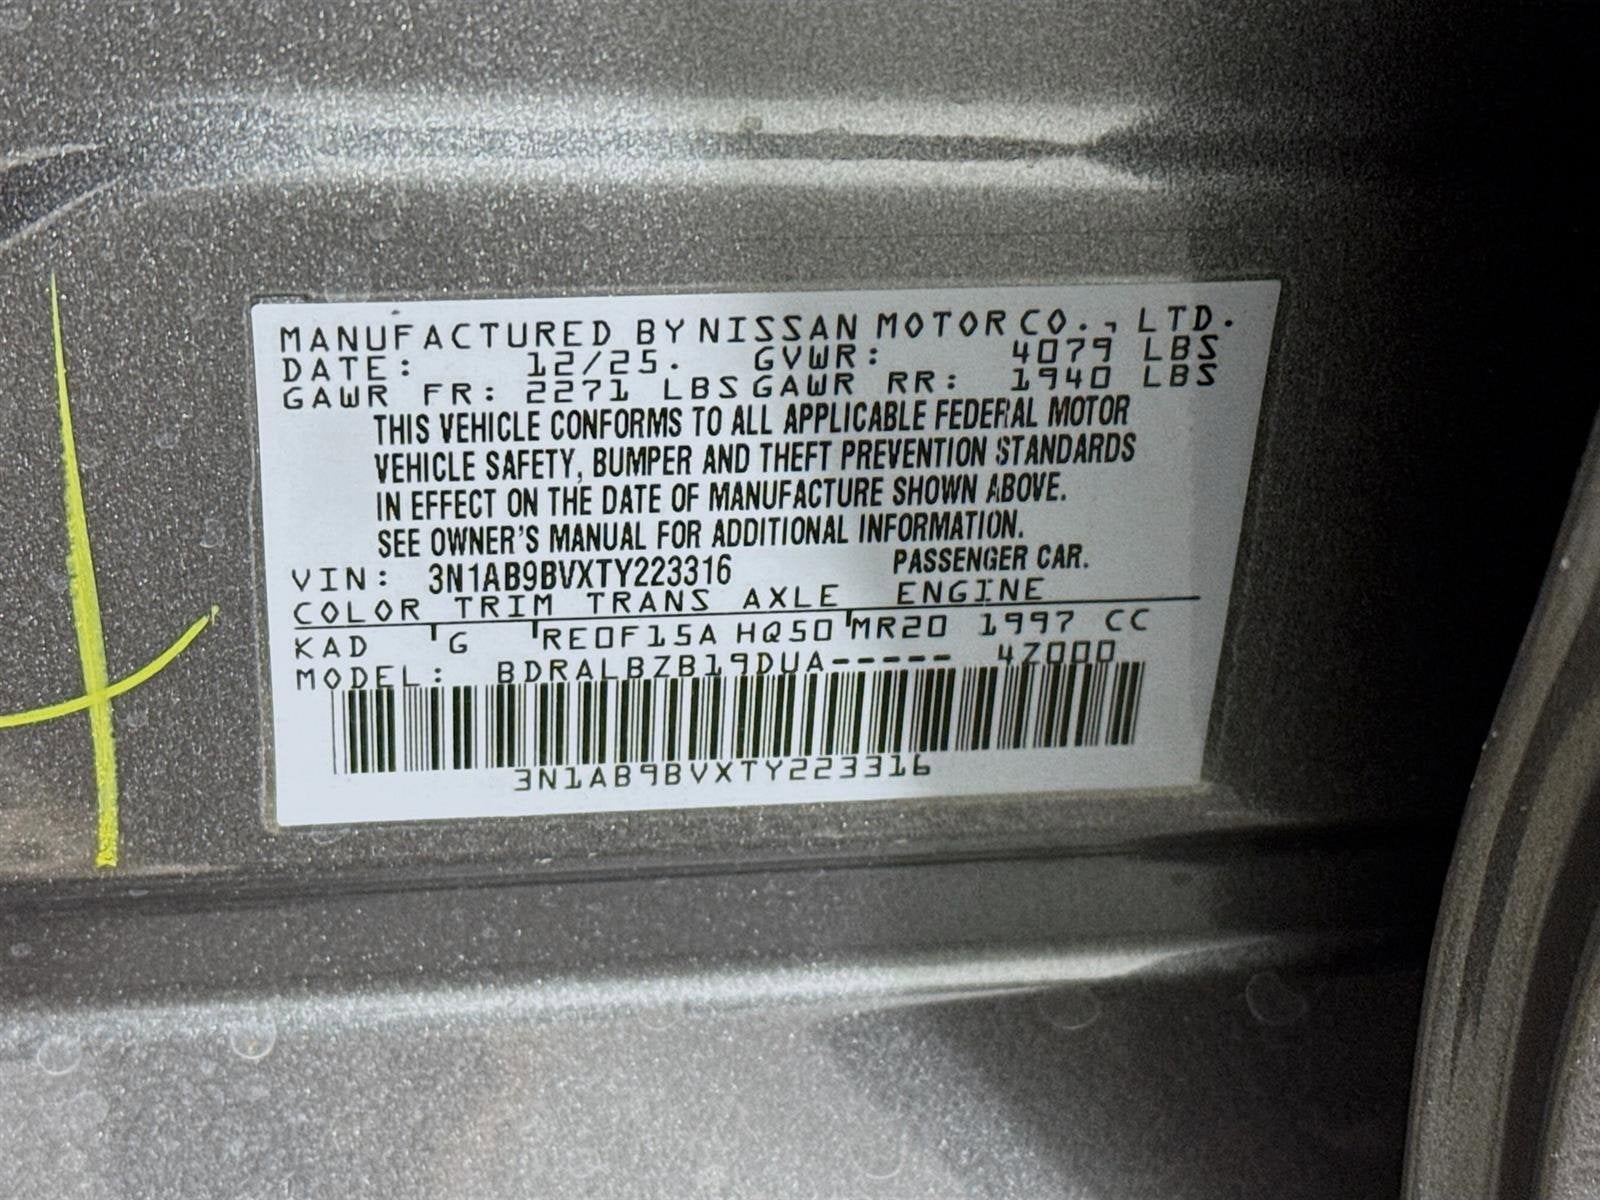 MANUFACTURED BY NISSAN MOTOR CO., LTD.
DATE: 12/25. GVWR: 4079 LBS
GAWR FR: 2271 LBS GAWR RR: 1940 LBS
THIS VEHICLE CONFORMS TO ALL APPLICABLE FEDERAL MOTOR
VEHICLE SAFETY, BUMPER AND THEFT PREVENTION STANDARDS
IN EFFECT ON THE DATE OF MANUFACTURE SHOWN ABOVE.
SEE OWNER'S MANUAL FOR ADDITIONAL INFORMATION.
VIN: 3N1AB9BVXTY223316 PASSENGER CAR.
COLOR TRIM TRANS AXLE ENGINE
KAD G RE0F15A HQ50 MR20 1997 CC
MODEL: BDRALBZB19DUA----- 4Z000
3N1AB9BVXTY223316